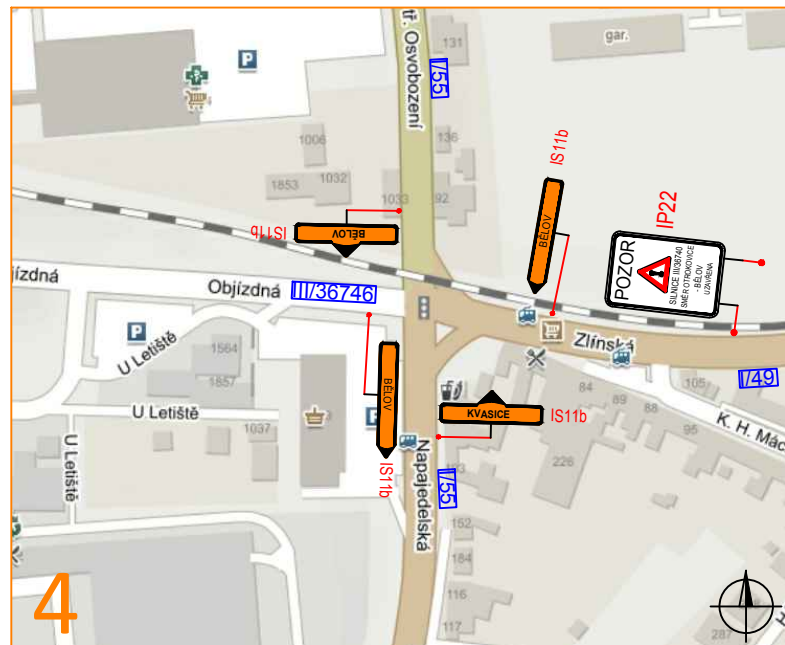 tř. Osvobození
131
I/55
gar.
136
1006
1853
1032
1033
92
IS11b
BĚLOV
IS11b
BĚLOV
IP22
POZOR
SILNICE III/36740
SMĚR OTROKOVICE
- BĚLOV
UZAVŘENA
jízdná
Objízdná
III/36746
U Letiště
1564
1857
U Letiště
1037
U Letiště
BĚLOV
IS11b
Zlínská
I/49
KVASICE
IS11b
84
89
88
95
105
K. H. Mác
226
Napajedelská
I/55
152
184
116
117
287
4